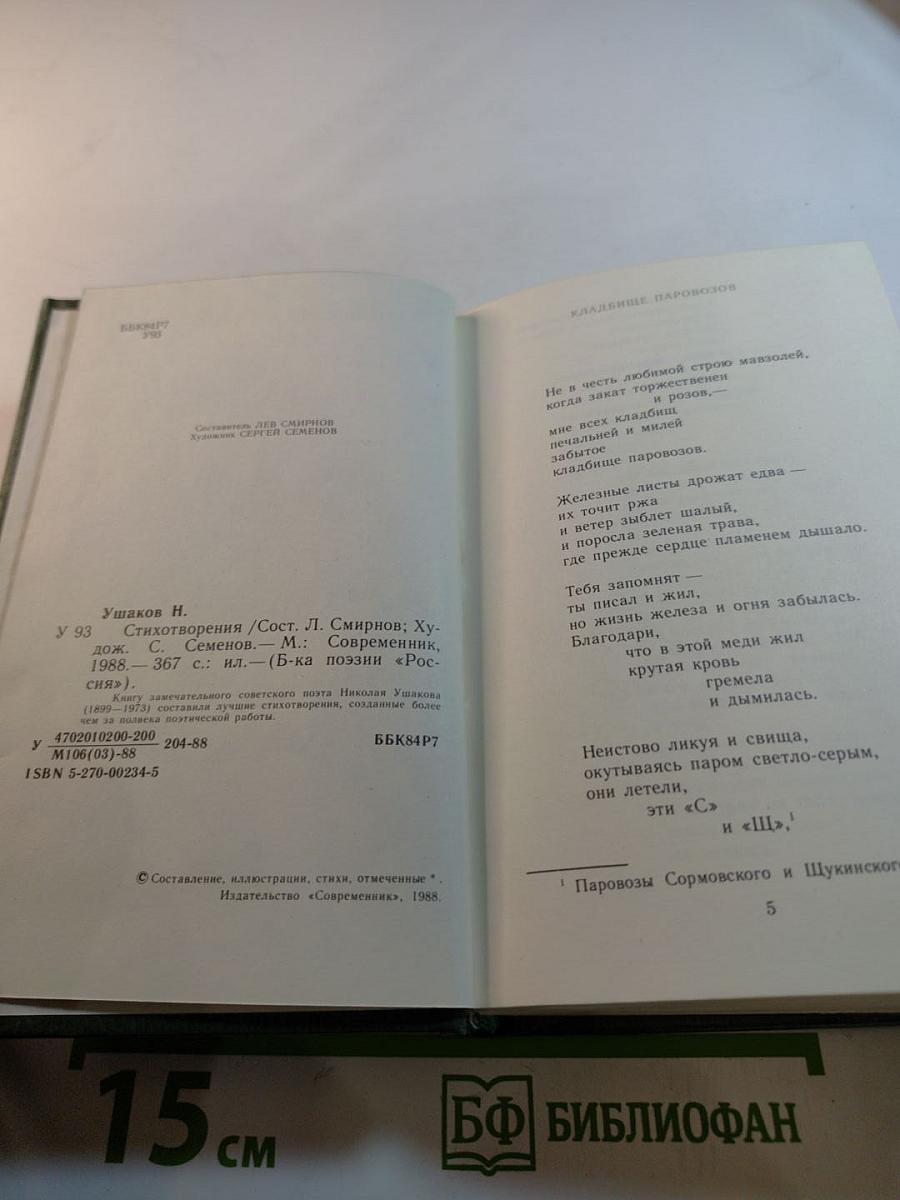 ББК84Р7
У93
Составитель ЛЕВ СМИРНОВ
Художник СЕРГЕЙ СЕМЕНОВ
Ушаков Н.
У 93 Стихотворения /Сост. Л. Смирнов; Ху-
дож. С. Семенов.— М.: Современник,
1988.— 367 с.: ил.—(Б-ка поэзии «Рос-
сия»).
Книгу замечательного советского поэта Николая Ушакова
(1899—1973) составили лучшие стихотворения, созданные более
чем за полвека поэтической работы.
У 4702010200-200 204-88 ББК84Р7
М106(03)-88
ISBN 5-270-00234-5
© Составление, иллюстрации, стихи, отмеченные * .
Издательство «Современник», 1988.
КЛАДБИЩЕ ПАРОВОЗОВ
Не в честь любимой строю мавзолей,
когда закат торжественен
и розов,—
мне всех кладбищ
печальней и милей
забытое
кладбище паровозов.
Железные листы дрожат едва —
их точит ржа
и ветер зыблет шалый,
и поросла зеленая трава,
где прежде сердце пламенем дышало.
Тебя запомнят —
ты писал и жил,
но жизнь железа и огня забылась.
Благодари,
что в этой меди жил
крутая кровь
гремела
и дымилась.
Неистово ликуя и свища,
окутываясь паром светло-серым,
они летели,
эти «С»
и «Щ»,¹
¹ Паровозы Сормовского и Щукинского
5
15 см
БФ БИБЛИОФАН